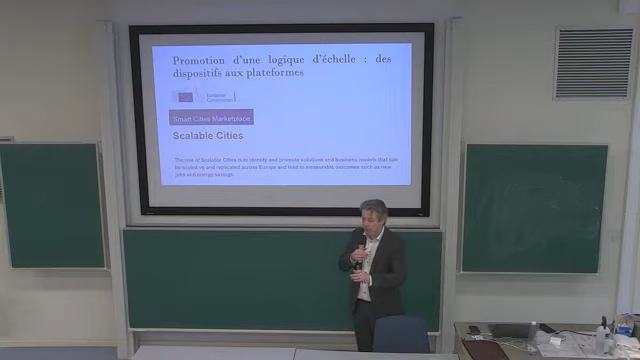 Promotion d'une logique d'échelle : des
dispositifs aux plateformes
European
Commission
Smart Cities Marketplace
Scalable Cities
The role of Scalable Cities is to identify and promote solutions and business models that can
be scaled up and replicated across Europe and lead to measurable outcomes such as new
jobs and energy savings.